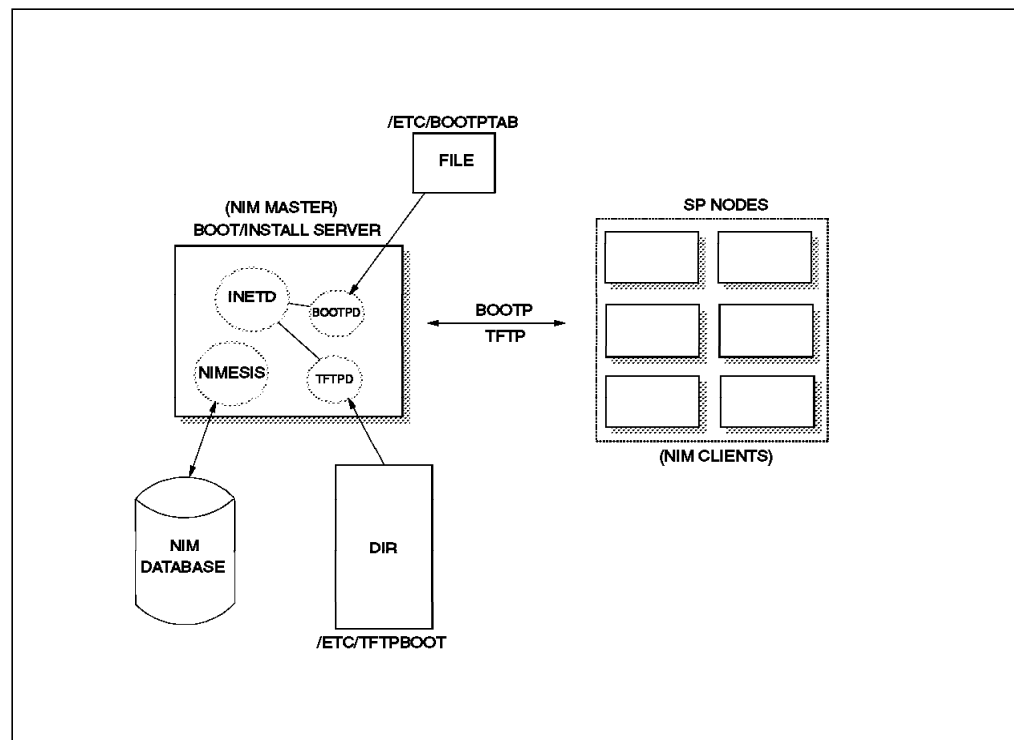 /ETC/BOOTPTAB
FILE
(NIM MASTER)
BOOT/INSTALL SERVER
SP NODES
INETD
BOOTPD
BOOTP
TFTP
NIMESIS
TFTPD
(NIM CLIENTS)
NIM
DATABASE
DIR
/ETC/TFTPBOOT